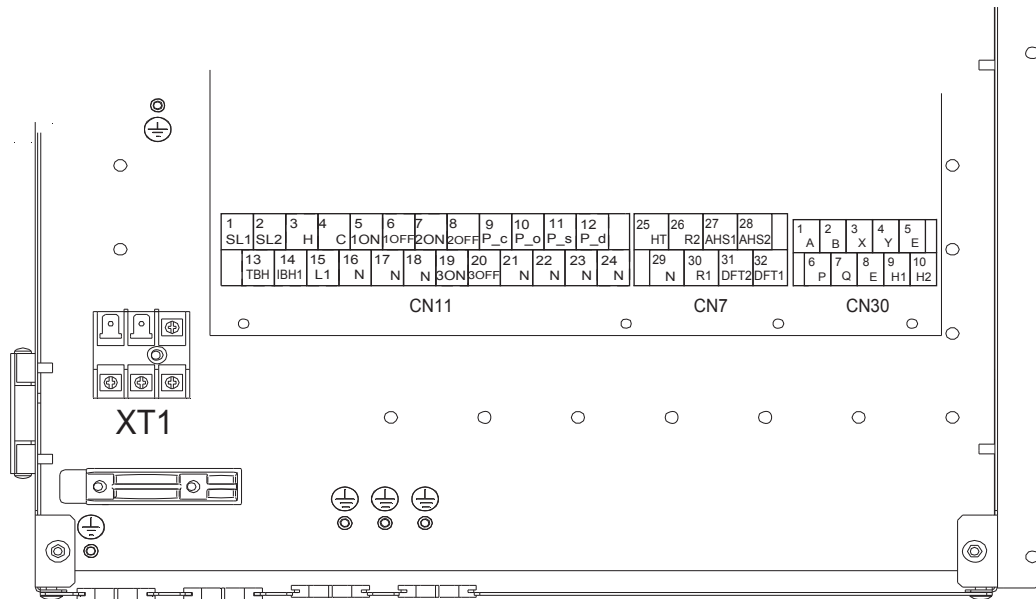 1 2 3 4 5 6 7 8 9 10 11 12
SL1 SL2 H C 1ON 1OFF 2ON 2OFF P_c P_o P_s P_d
13 14 15 16 17 18 19 20 21 22 23 24
TBH IBH1 L1 N N N 3ON 3OFF N N N N
CN11
25 26 27 28
HT R2 AHS1 AHS2
29 30 31 32
N R1 DFT2 DFT1
CN7
1 2 3 4 5
A B X Y E
6 7 8 9 10
P Q E H1 H2
CN30
XT1